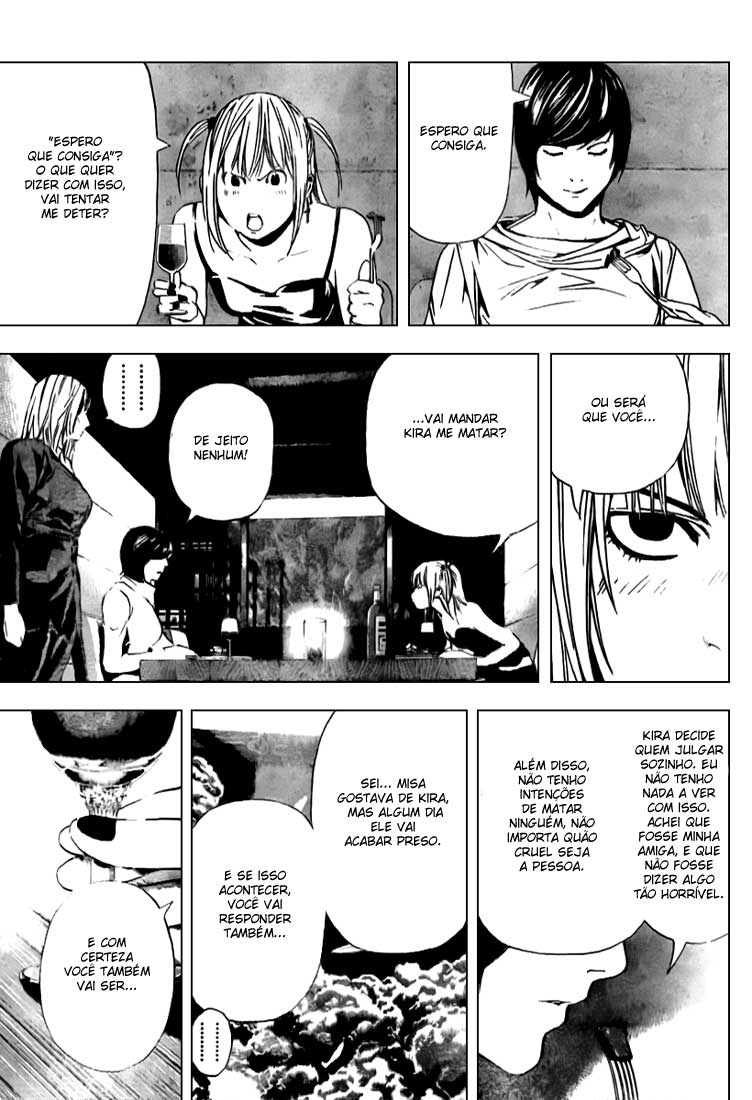 ESPERO QUE
CONSIGA.
"ESPERO
QUE CONSIGA"?
O QUE QUER
DIZER COM ISSO,
VAI TENTAR
ME DETER?
OU SERÁ
QUE VOCÊ...
...VAI MANDAR
KIRA ME MATAR?
DE JEITO
NENHUM!
KIRA DECIDE
QUEM JULGAR
SOZINHO. EU
NÃO TENHO
NADA A VER
COM ISSO.
ACHEI QUE
FOSSE MINHA
AMIGA, E QUE
NÃO FOSSE
DIZER ALGO
TÃO HORRÍVEL.
ALÉM DISSO,
NÃO TENHO
INTENÇÕES
DE MATAR
NINGUÉM, NÃO
IMPORTA QUÃO
CRUEL SEJA
A PESSOA.
SEI... MISA
GOSTAVA DE KIRA,
MAS ALGUM DIA
ELE VAI
ACABAR PRESO.
E SE ISSO
ACONTECER,
VOCÊ VAI
RESPONDER
TAMBÉM...
E COM
CERTEZA
VOCÊ TAMBÉM
VAI SER...